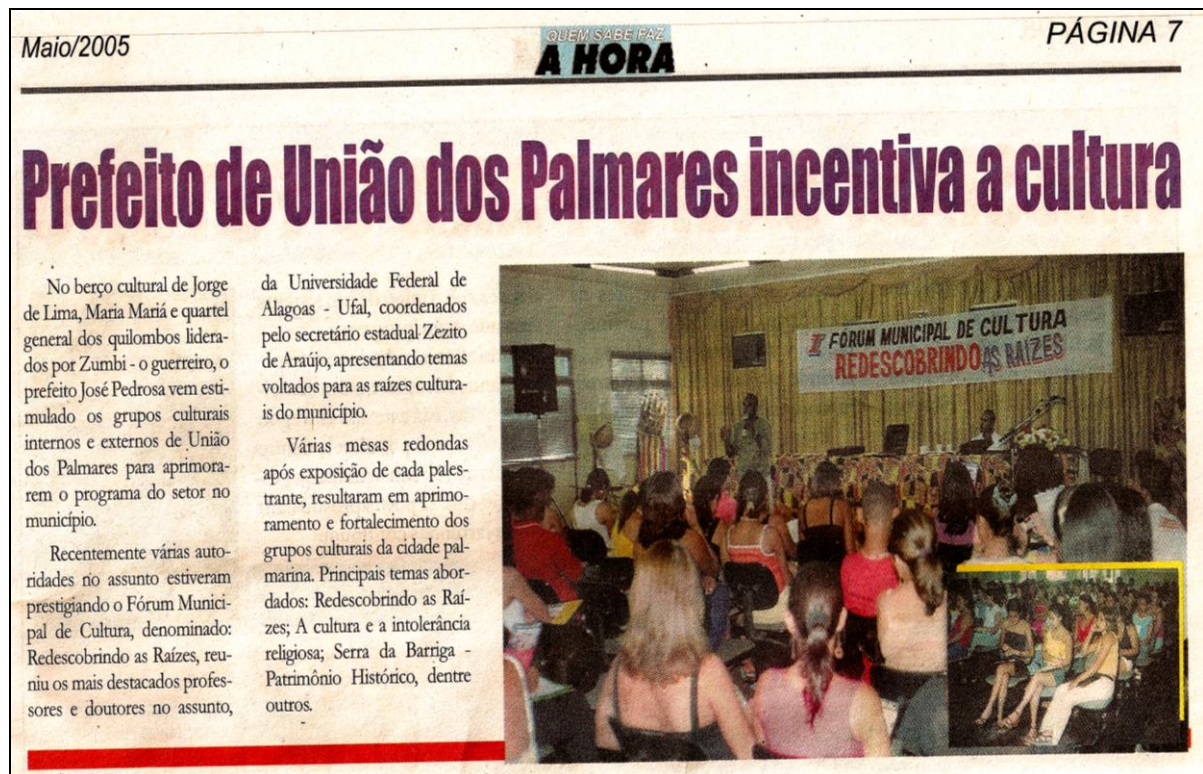 Maio/2005
QUEM SABE FAZ
A HORA
PÁGINA 7
Prefeito de União dos Palmares incentiva a cultura
No berço cultural de Jorge
de Lima, Maria Mariá e quartel
general dos quilombos lidera-
dos por Zumbi - o guerreiro, o
prefeito José Pedrosa vem esti-
mulado os grupos culturais
internos e externos de União
dos Palmares para aprimora-
rem o programa do setor no
município.
Recentemente várias auto-
ridades no assunto estiveram
prestigiando o Fórum Munici-
pal de Cultura, denominado:
Redescobrindo as Raízes, reu-
niu os mais destacados profes-
sores e doutores no assunto,
da Universidade Federal de
Alagoas - Ufal, coordenados
pelo secretário estadual Zezito
de Araújo, apresentando temas
voltados para as raízes cultura-
is do município.
Várias mesas redondas
após exposição de cada pales-
trante, resultaram em aprimo-
ramento e fortalecimento dos
grupos culturais da cidade pal-
marina. Principais temas abor-
dados: Redescobrindo as Raí-
zes; A cultura e a intolerância
religiosa; Serra da Barriga -
Patrimônio Histórico, dentre
outros.
I FÓRUM MUNICIPAL DE CULTURA
REDESCOBRINDO AS RAIZES